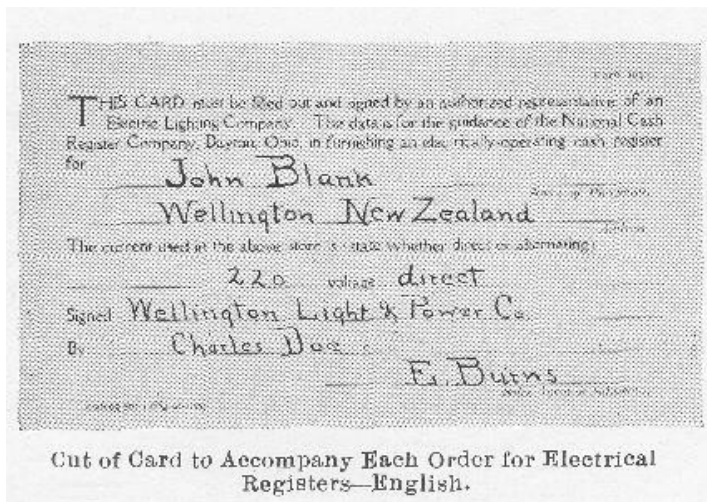 THIS CARD must be filled out and signed by an authorized representative of an
Electric Lighting Company. The data is for the guidance of the National Cash
Register Company, Dayton, Ohio, in furnishing an electrically-operating cash register
for
John Blank
Wellington New Zealand
The current used in the above store is (state whether direct or alternating)
220 voltage direct
Signed Wellington Light & Power Co.
By Charles Doe
E. Burns
Cut of Card to Accompany Each Order for Electrical
Registers—English.